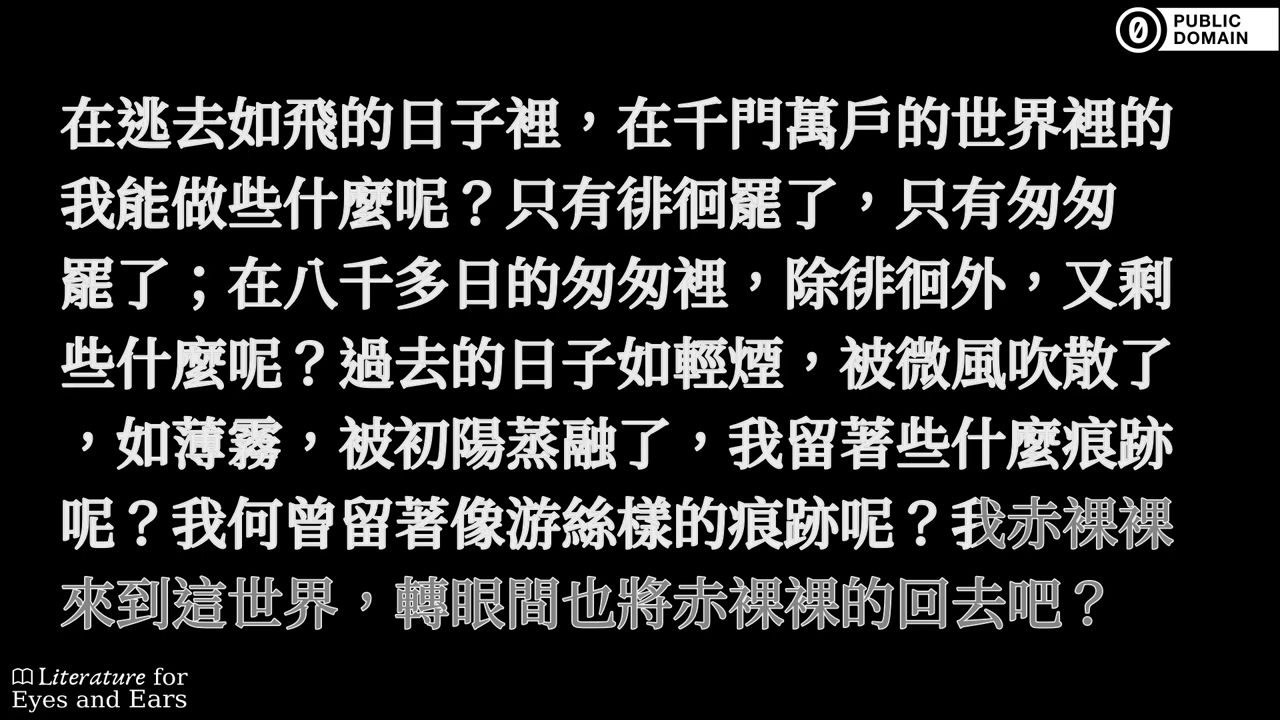 PUBLIC
DOMAIN
在逃去如飛的日子裡，在千門萬戶的世界裡的
我能做些什麼呢？只有徘徊罷了，只有匆匆
罷了；在八千多日的匆匆裡，除徘徊外，又剩
些什麼呢？過去的日子如輕煙，被微風吹散了
，如薄霧，被初陽蒸融了，我留著些什麼痕跡
呢？我何曾留著像游絲樣的痕跡呢？我赤裸裸
來到這世界，轉眼間也將赤裸裸的回去吧？
Literature for
Eyes and Ears